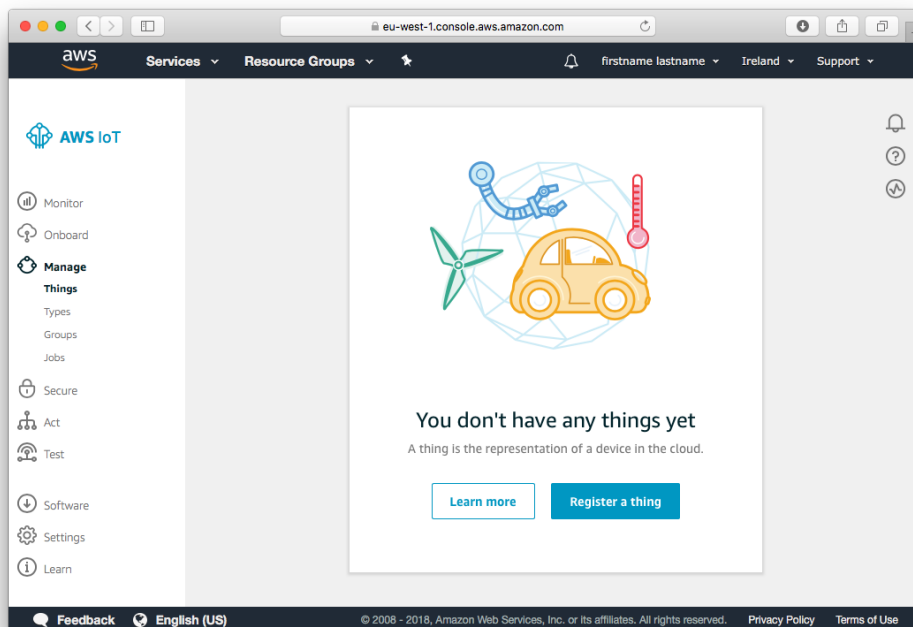 eu-west-1.console.aws.amazon.com
aws Services Resource Groups firstname lastname Ireland Support
AWS IoT
Monitor
Onboard
Manage
Things
Types
Groups
Jobs
Secure
Act
Test
Software
Settings
Learn
You don't have any things yet
A thing is the representation of a device in the cloud.
Learn more Register a thing
Feedback English (US) © 2008 - 2018, Amazon Web Services, Inc. or its affiliates. All rights reserved. Privacy Policy Terms of Use